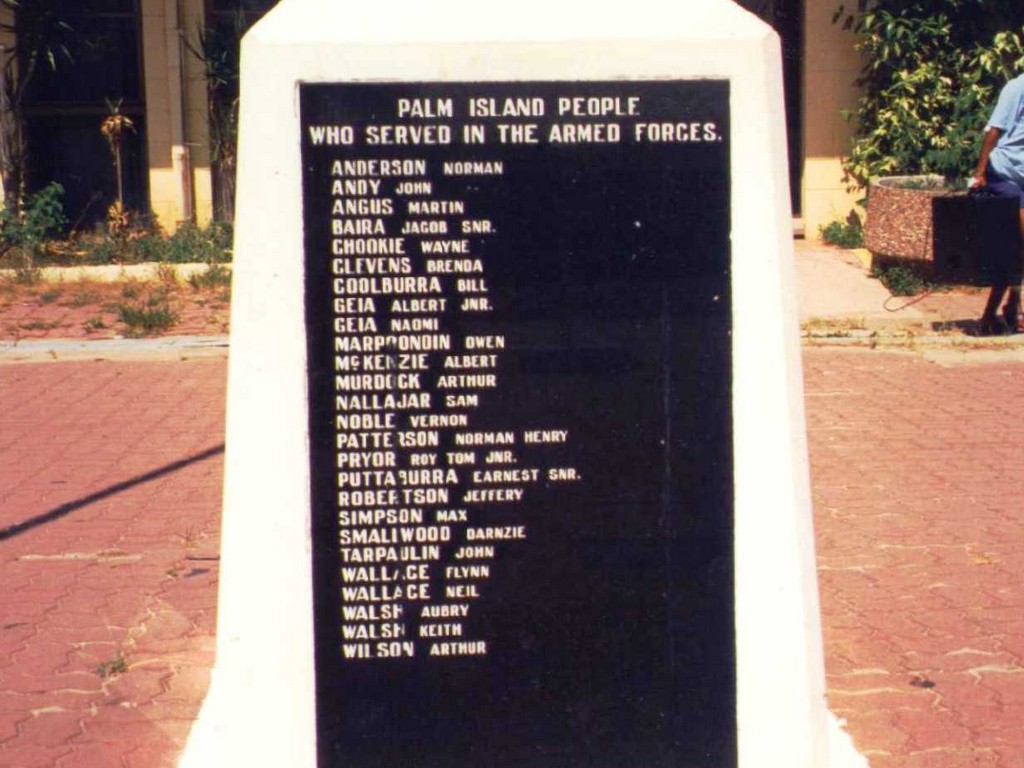 PALM ISLAND PEOPLE
WHO SERVED IN THE ARMED FORCES.
ANDERSON NORMAN
ANDY JOHN
ANGUS MARTIN
BAIRA JACOB SNR.
CHOOKIE WAYNE
CLEVENS BRENDA
COOLBURRA BILL
GEIA ALBERT JNR.
GEIA NAOMI
MARPOONDIN OWEN
McKENZIE ALBERT
MURDOCK ARTHUR
NALLAJAR SAM
NOBLE VERNON
PATTERSON NORMAN HENRY
PRYOR ROY TOM JNR.
PUTTABURRA EARNEST SNR.
ROBERTSON JEFFERY
SIMPSON MAX
SMALLWOOD DARNZIE
TARPAULIN JOHN
WALLACE FLYNN
WALLACE NEIL
WALSH AUBRY
WALSH KEITH
WILSON ARTHUR